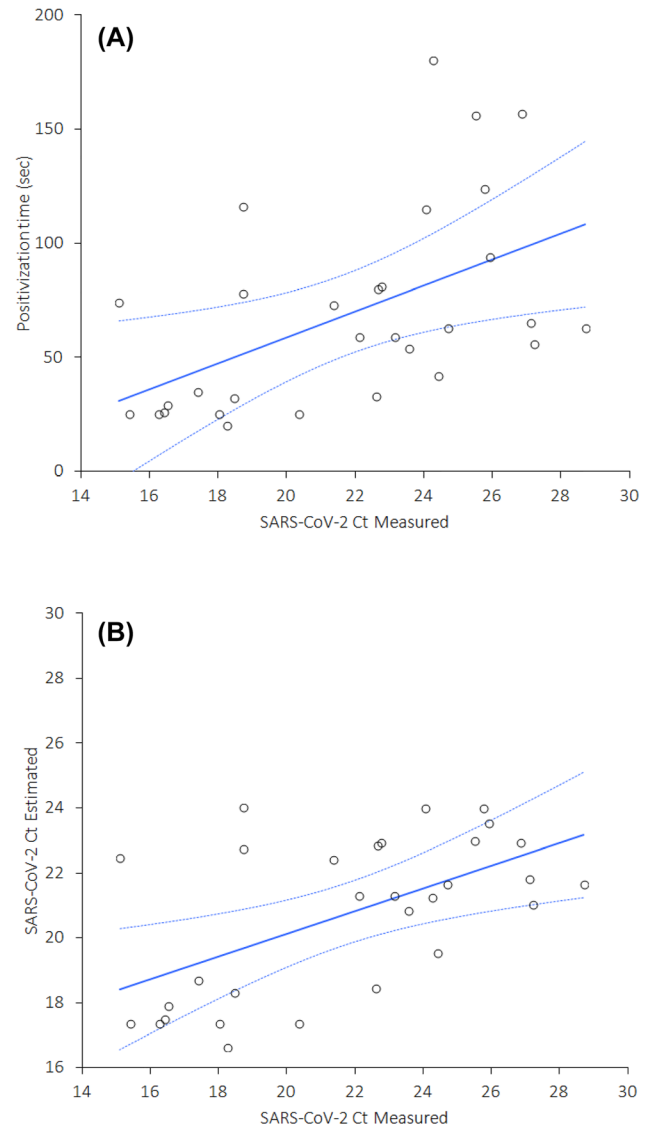 (A)
200
150
100
50
0
Positivization time (sec)
14 16 18 20 22 24 26 28 30
SARS-CoV-2 Ct Measured
(B)
30
28
26
24
22
20
18
16
SARS-CoV-2 Ct Estimated
14 16 18 20 22 24 26 28 30
SARS-CoV-2 Ct Measured